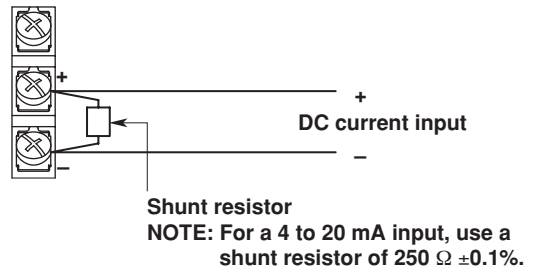 +
+
DC current input
–
–
Shunt resistor
NOTE: For a 4 to 20 mA input, use a
shunt resistor of 250 Ω ±0.1%.